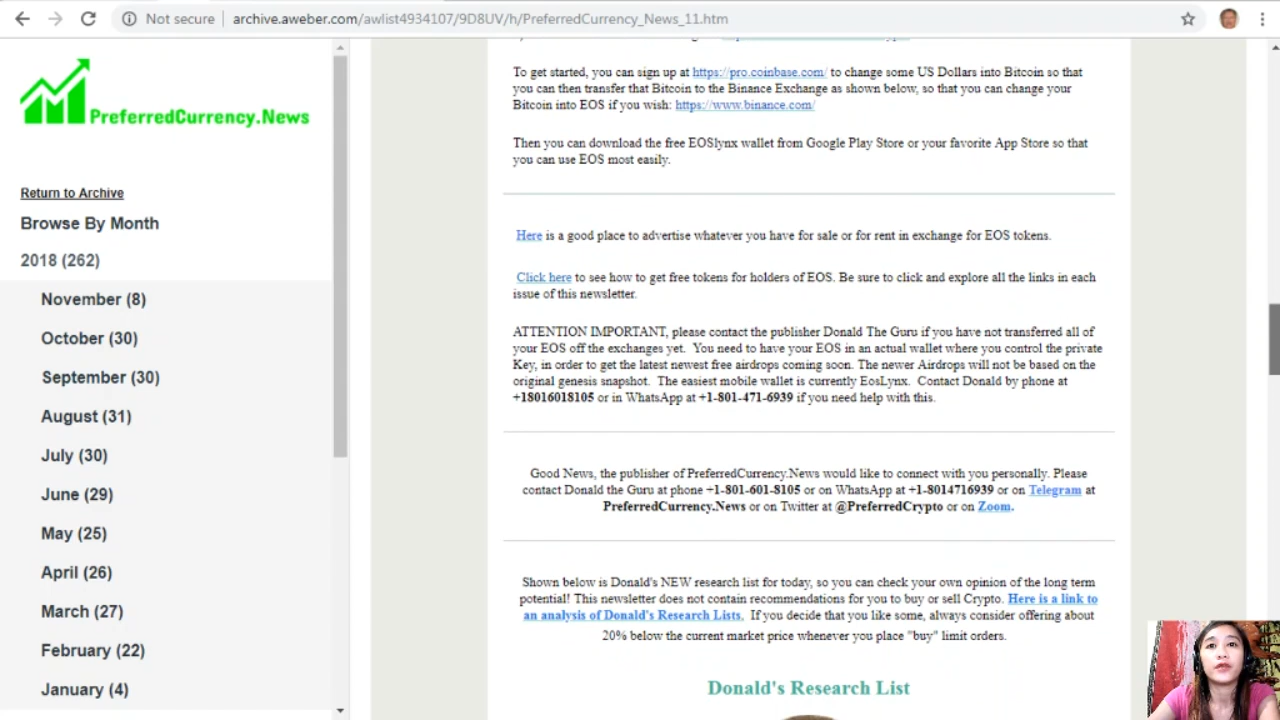 Not secure
archive.aweber.com/awlist4934107/9D8UV/h/PreferredCurrency_News_11.htm
PreferredCurrency.News
Return to Archive
Browse By Month
2018 (262)
November (8)
October (30)
September (30)
August (31)
July (30)
June (29)
May (25)
April (26)
March (27)
February (22)
January (4)
To get started, you can sign up at https://pro.coinbase.com/ to change some US Dollars into Bitcoin so that
you can then transfer that Bitcoin to the Binance Exchange as shown below, so that you can change your
Bitcoin into EOS if you wish: https://www.binance.com/
Then you can download the free EOSlynx wallet from Google Play Store or your favorite App Store so that
you can use EOS most easily.
Here is a good place to advertise whatever you have for sale or for rent in exchange for EOS tokens.
Click here to see how to get free tokens for holders of EOS. Be sure to click and explore all the links in each
issue of this newsletter.
ATTENTION IMPORTANT, please contact the publisher Donald The Guru if you have not transferred all of
your EOS off the exchanges yet. You need to have your EOS in an actual wallet where you control the private
Key, in order to get the latest newest free airdrops coming soon. The newer Airdrops will not be based on the
original genesis snapshot. The easiest mobile wallet is currently EosLynx. Contact Donald by phone at
+18016018105 or in WhatsApp at +1-801-471-6939 if you need help with this.
Good News, the publisher of PreferredCurrency.News would like to connect with you personally. Please
contact Donald the Guru at phone +1-801-601-8105 or on WhatsApp at +1-8014716939 or on Telegram at
PreferredCurrency.News or on Twitter at @PreferredCrypto or on Zoom.
Shown below is Donald's NEW research list for today, so you can check your own opinion of the long term
potential! This newsletter does not contain recommendations for you to buy or sell Crypto. Here is a link to
an analysis of Donald's Research Lists. If you decide that you like some, always consider offering about
20% below the current market price whenever you place "buy" limit orders.
Donald's Research List